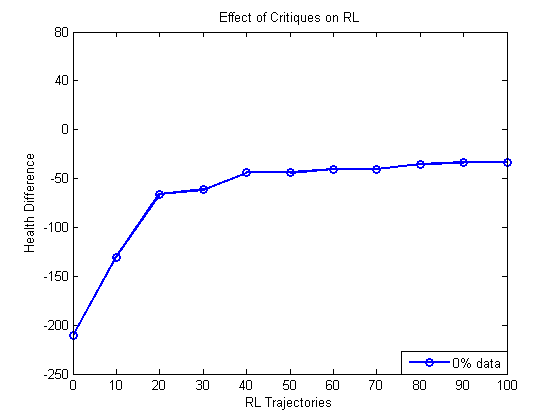 Effect of Critiques on RL
80
40
0
-50
-100
-150
-200
-250
Health Difference
0 10 20 30 40 50 60 70 80 90 100
RL Trajectories
0% data